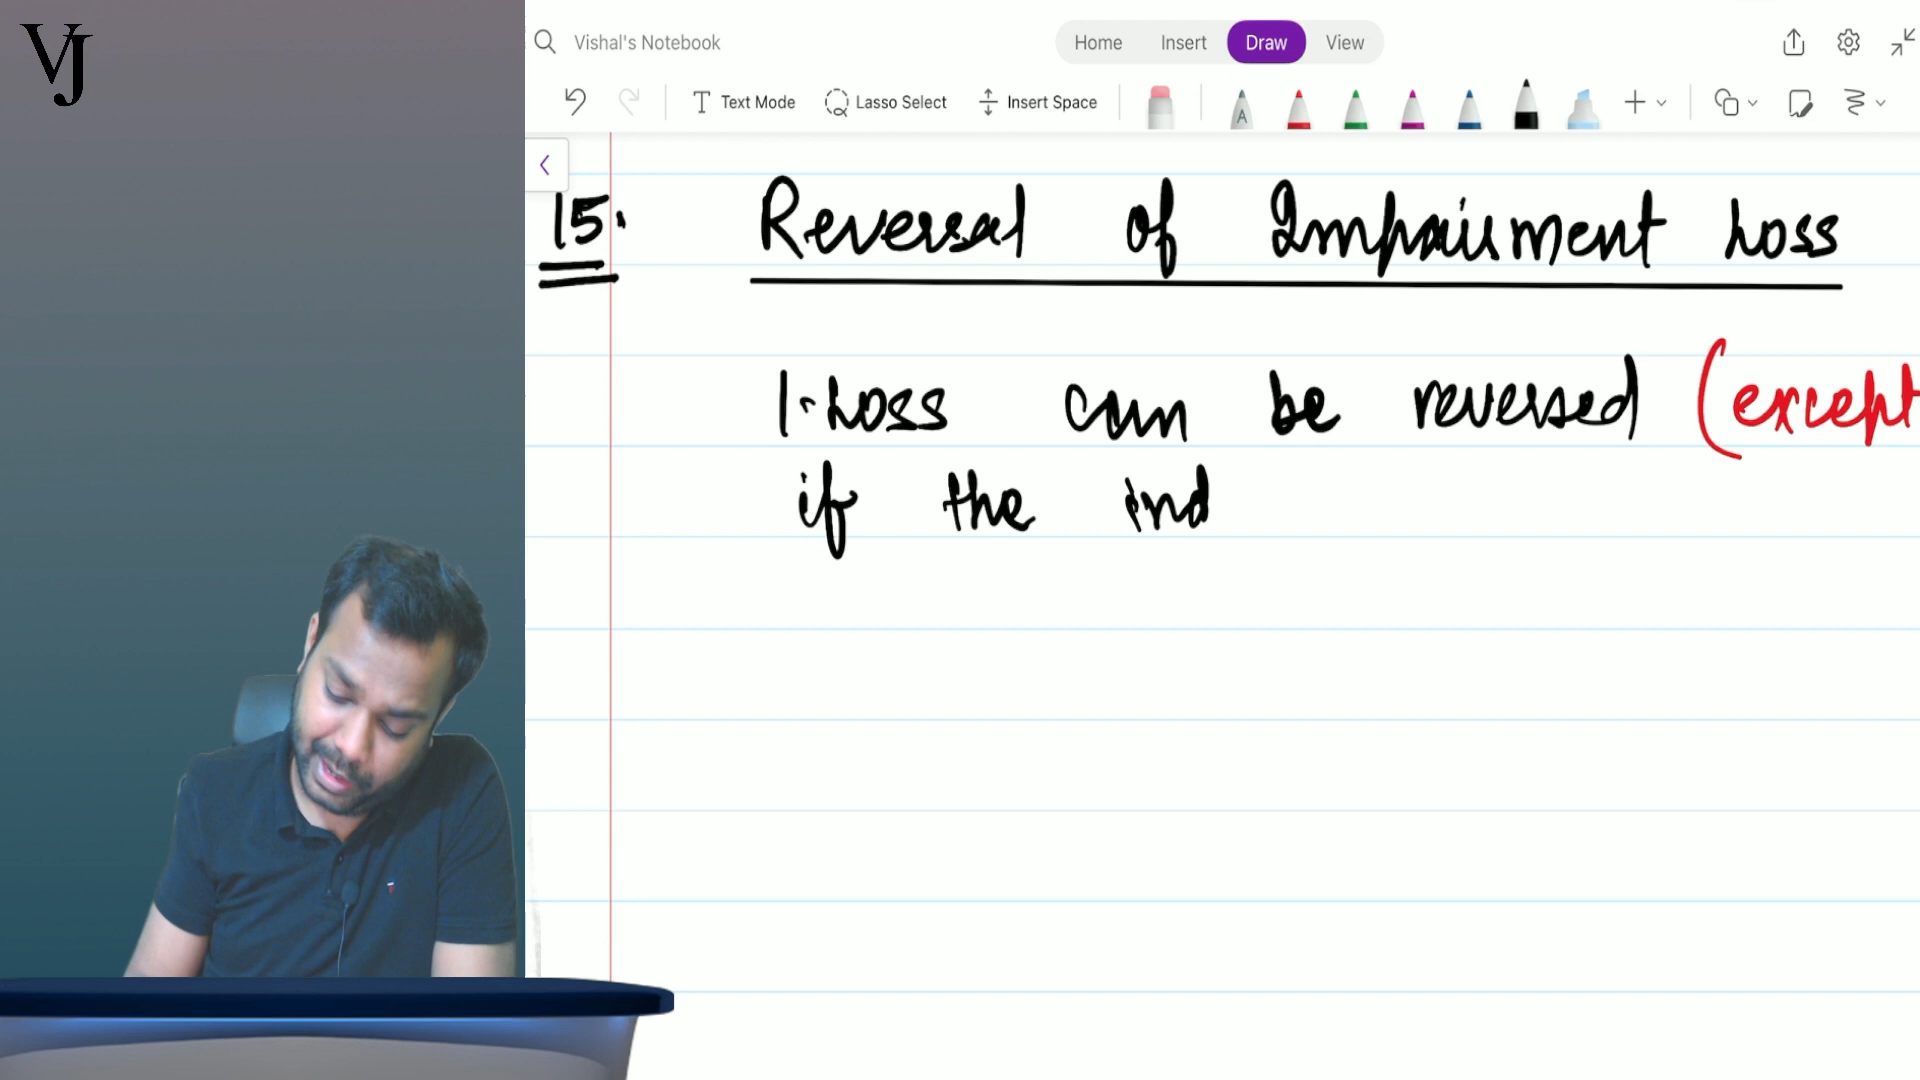 VJ
Vishal's Notebook
Home Insert Draw View
Text Mode Lasso Select Insert Space
A
15. Reversal of Impairment Loss
1. Loss can be reversed (except
if the ind